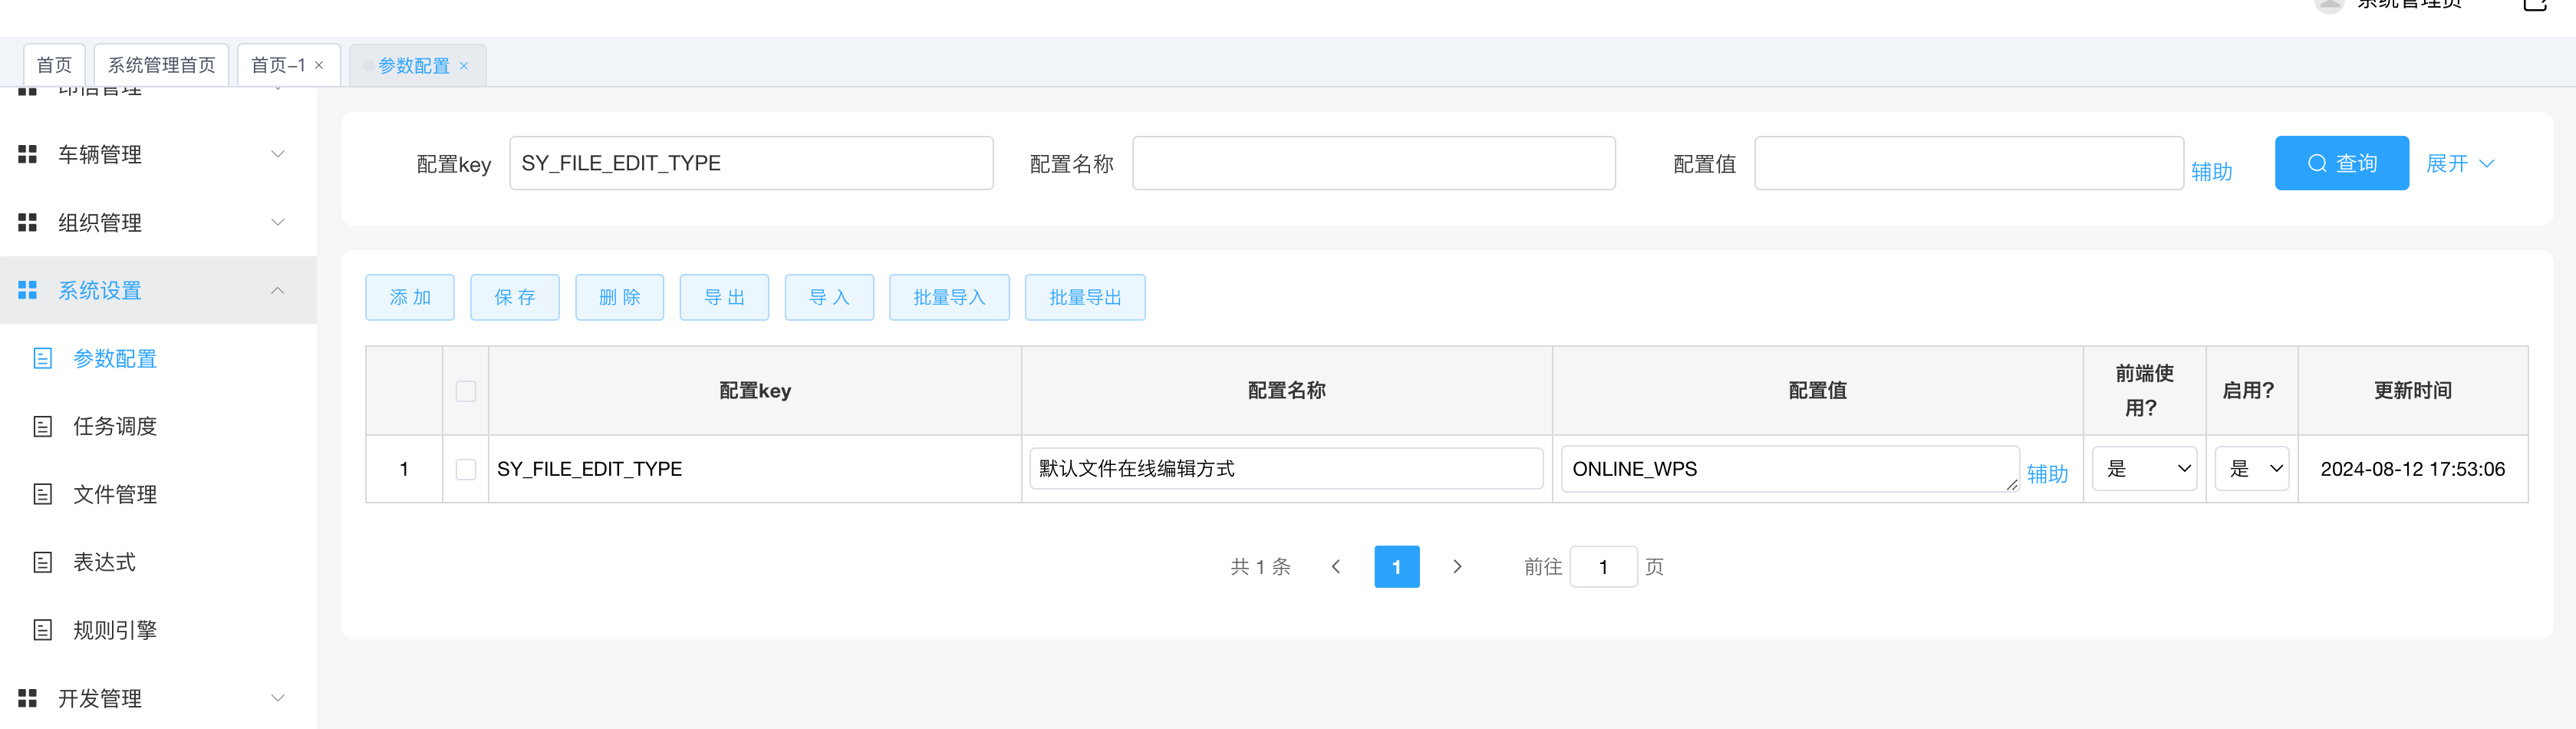 系统管理员
首页 系统管理首页 首页-1 × 参数配置 ×
印信管理
车辆管理
组织管理
系统设置
参数配置
任务调度
文件管理
表达式
规则引擎
开发管理
配置key SY_FILE_EDIT_TYPE 配置名称 配置值 辅助 查询 展开
添 加 保 存 删 除 导 出 导 入 批量导入 批量导出
配置key 配置名称 配置值 前端使用? 启用? 更新时间
1 SY_FILE_EDIT_TYPE 默认文件在线编辑方式 ONLINE_WPS 辅助 是 是 2024-08-12 17:53:06
共 1 条 1 前往 1 页